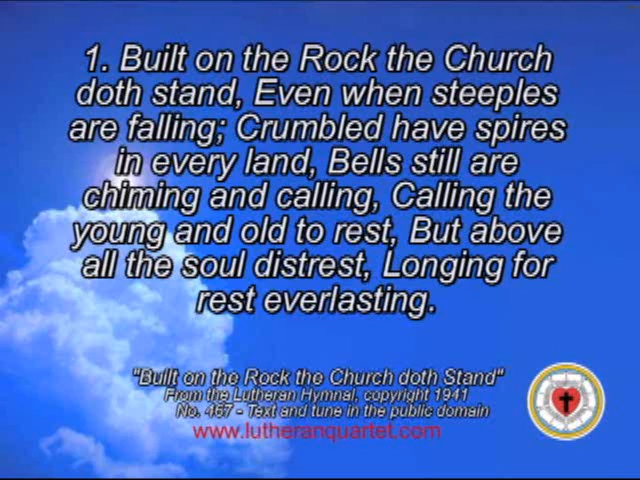 1. Built on the Rock the Church
doth stand, Even when steeples
are falling; Crumbled have spires
in every land, Bells still are
chiming and calling, Calling the
young and old to rest, But above
all the soul distrest, Longing for
rest everlasting.
"Built on the Rock the Church doth Stand"
From the Lutheran Hymnal, copyright 1941
No. 467 - Text and tune in the public domain
www.lutheranquartet.com